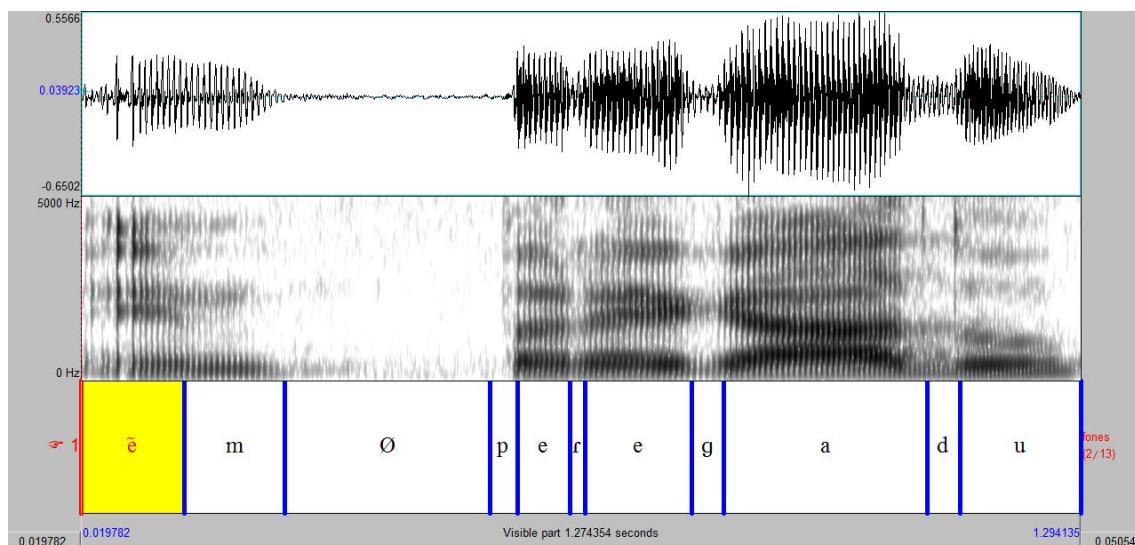 0.5566
0.03923
-0.6502
5000 Hz
0 Hz
☞ 1
ẽ m Ø p e ɾ e ɡ a d u
fones
(2/13)
0.019782 Visible part 1.274354 seconds 1.294135
0.019782 0.05054